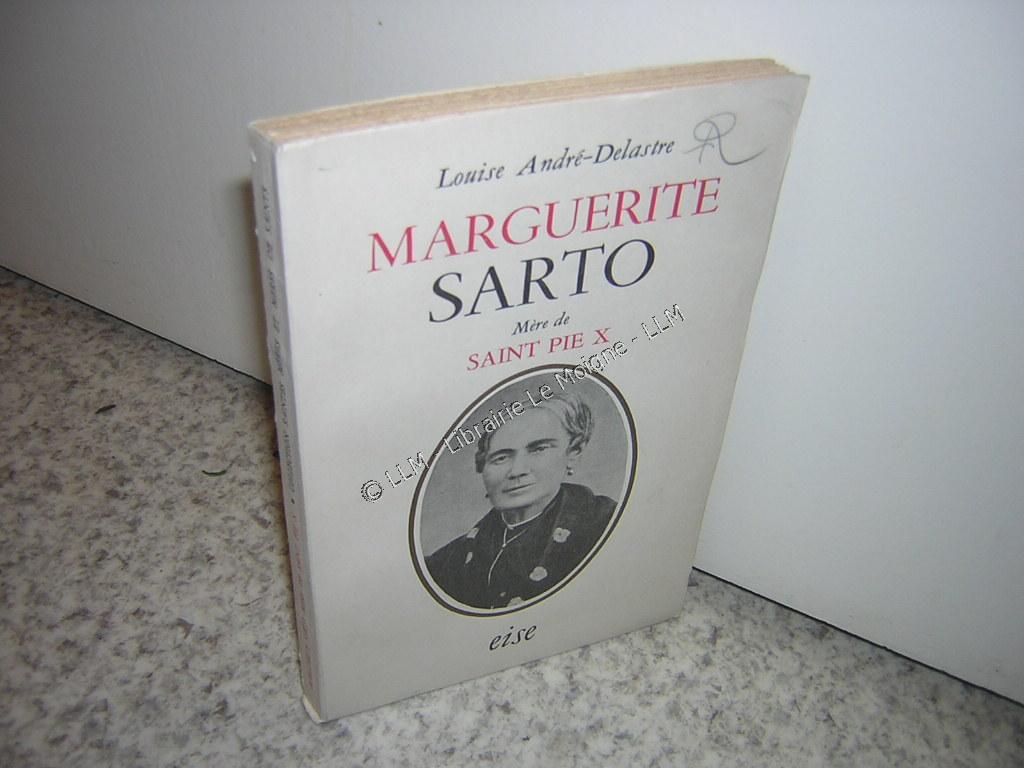 Louise André-Delastre
MARGUERITE
SARTO
Mère de
SAINT PIE X
© LLM - Librairie Le Moigne - LLM
eise